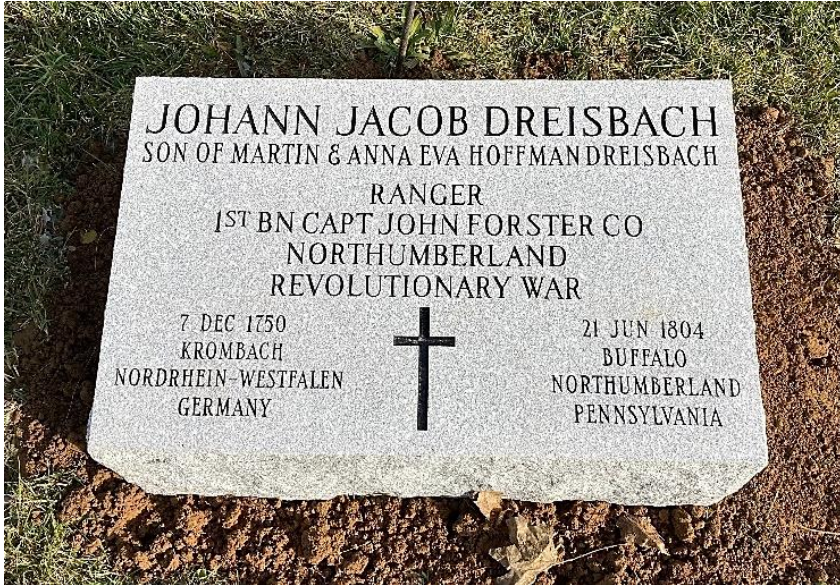 JOHANN JACOB DREISBACH
SON OF MARTIN & ANNA EVA HOFFMAN DREISBACH
RANGER
1ST BN CAPT JOHN FORSTER CO
NORTHUMBERLAND
REVOLUTIONARY WAR
7 DEC 1750
KROMBACH
NORDRHEIN-WESTFALEN
GERMANY
21 JUN 1804
BUFFALO
NORTHUMBERLAND
PENNSYLVANIA